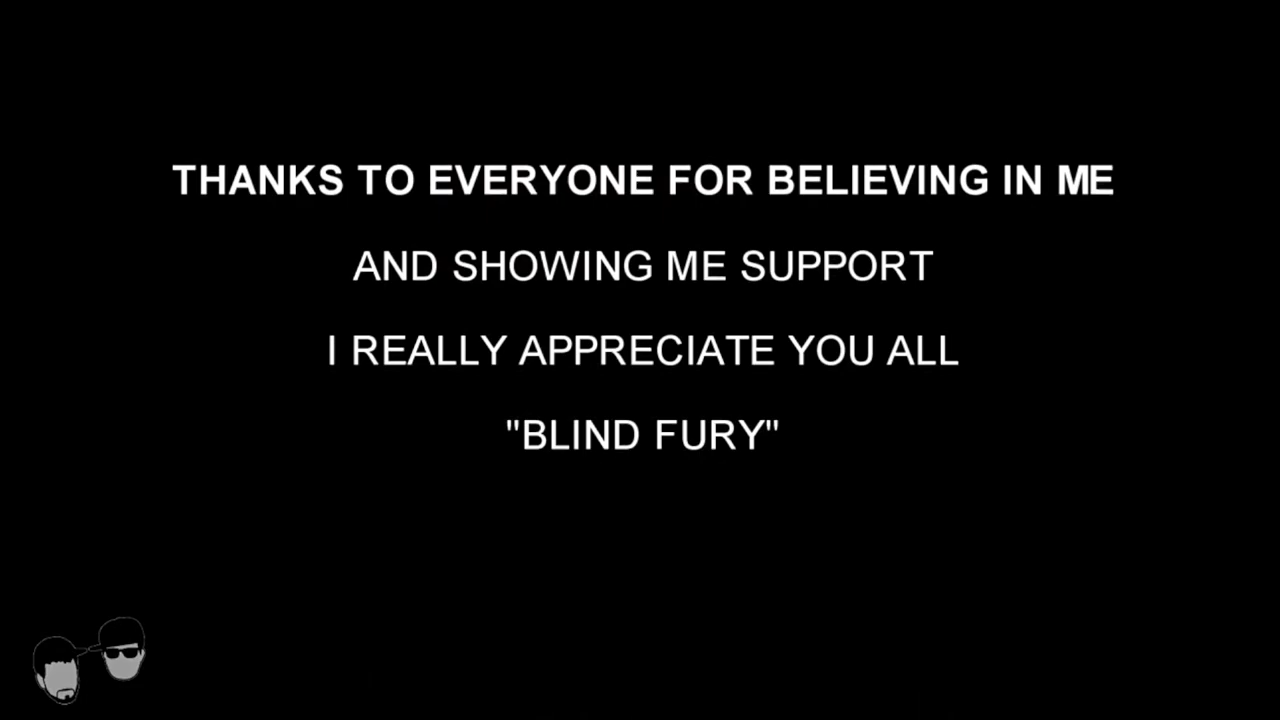 THANKS TO EVERYONE FOR BELIEVING IN ME
AND SHOWING ME SUPPORT
I REALLY APPRECIATE YOU ALL
"BLIND FURY"